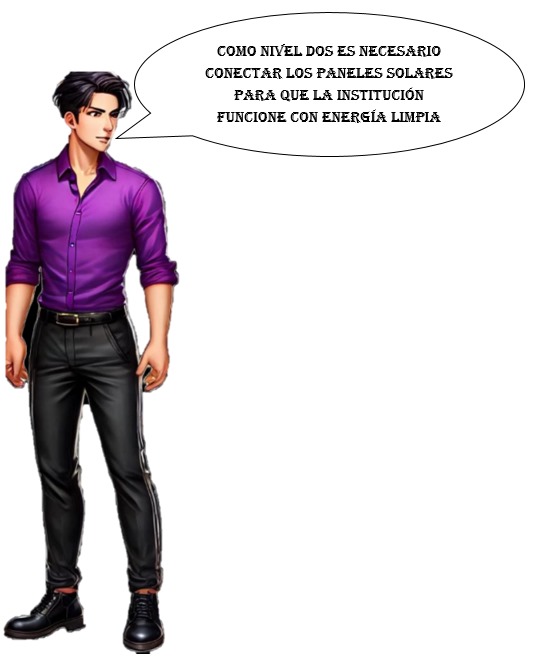 COMO NIVEL DOS ES NECESARIO
CONECTAR LOS PANELES SOLARES
PARA QUE LA INSTITUCIÓN
FUNCIONE CON ENERGÍA LIMPIA